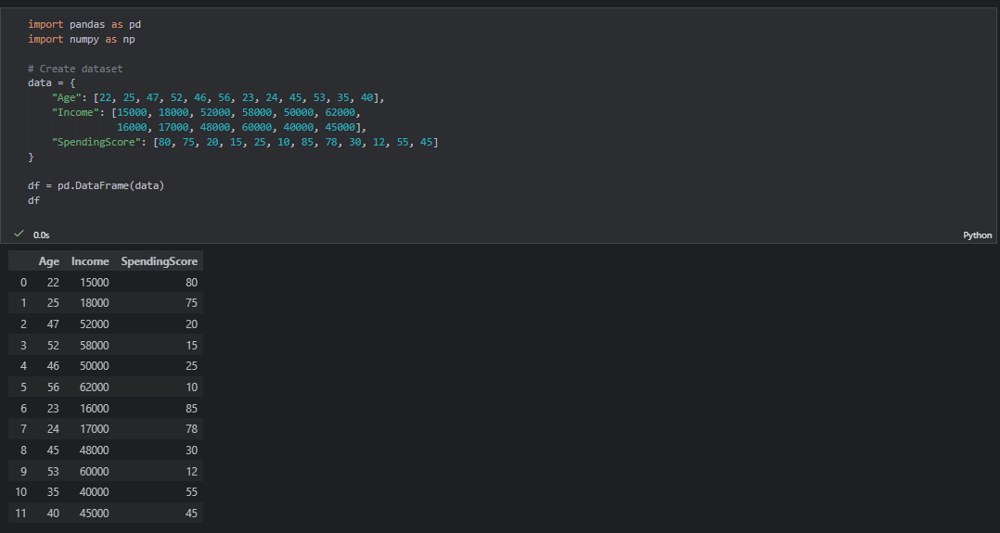 import pandas as pd
import numpy as np
# Create dataset
data = {
    "Age": [22, 25, 47, 52, 46, 56, 23, 24, 45, 53, 35, 40],
    "Income": [15000, 18000, 52000, 58000, 50000, 62000,
               16000, 17000, 48000, 60000, 40000, 45000],
    "SpendingScore": [80, 75, 20, 15, 25, 10, 85, 78, 30, 12, 55, 45]
}
df = pd.DataFrame(data)
df
0.0s Python
Age Income SpendingScore
0 22 15000 80
1 25 18000 75
2 47 52000 20
3 52 58000 15
4 46 50000 25
5 56 62000 10
6 23 16000 85
7 24 17000 78
8 45 48000 30
9 53 60000 12
10 35 40000 55
11 40 45000 45